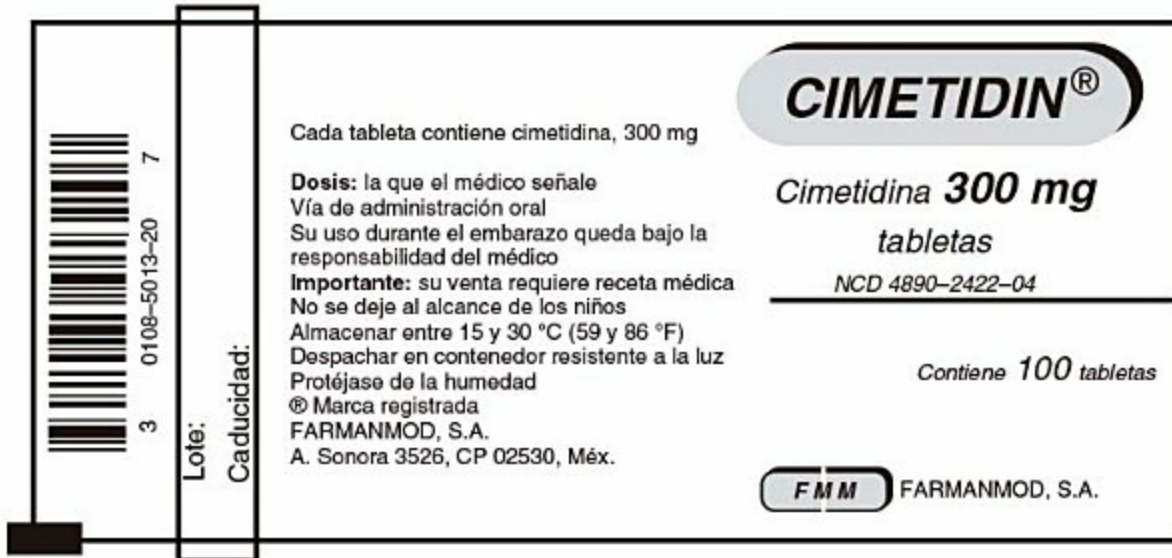 3 0108–5013–20 7
Lote:
Caducidad:
Cada tableta contiene cimetidina, 300 mg
Dosis: la que el médico señale
Vía de administración oral
Su uso durante el embarazo queda bajo la
responsabilidad del médico
Importante: su venta requiere receta médica
No se deje al alcance de los niños
Almacenar entre 15 y 30 °C (59 y 86 °F)
Despachar en contenedor resistente a la luz
Protéjase de la humedad
® Marca registrada
FARMANMOD, S.A.
A. Sonora 3526, CP 02530, Méx.
CIMETIDIN®
Cimetidina 300 mg
tabletas
NCD 4890–2422–04
Contiene 100 tabletas
FMM FARMANMOD, S.A.